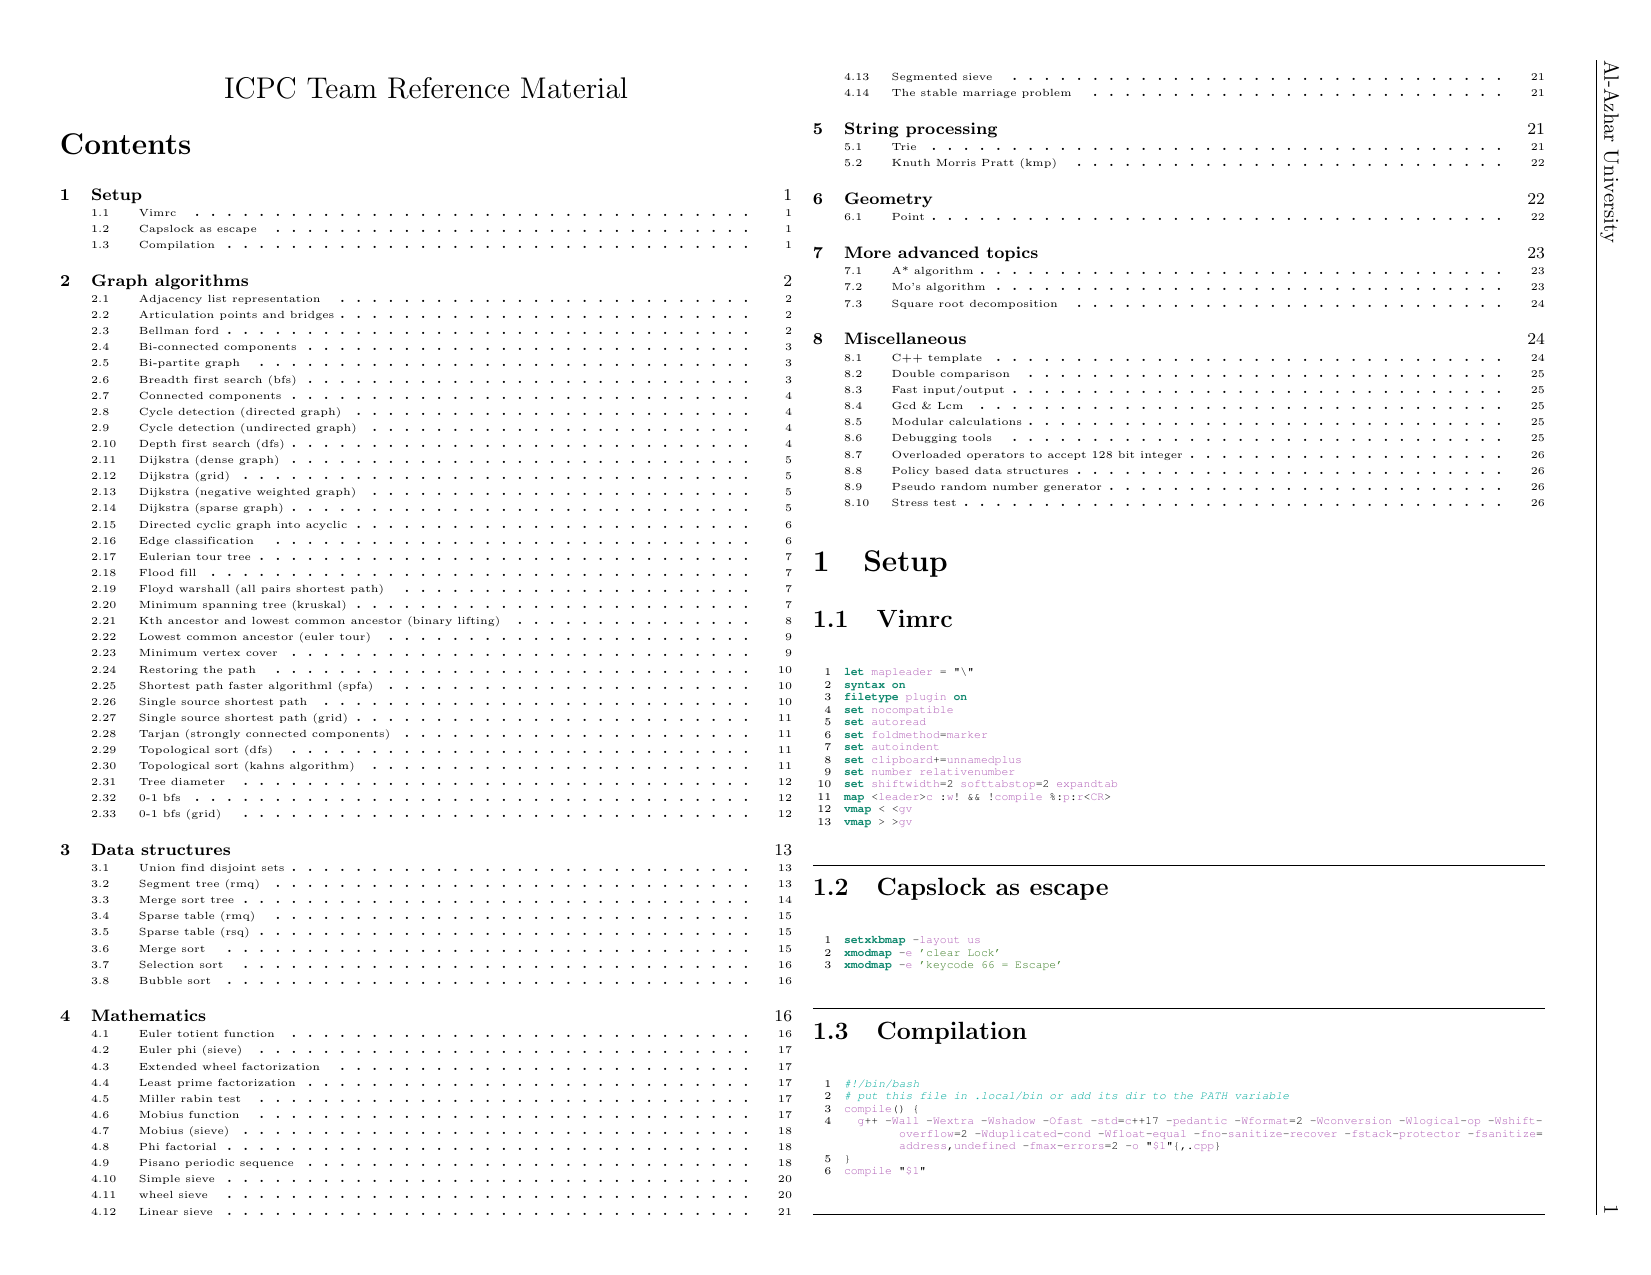 ICPC Team Reference Material
Contents
1 Setup 1
1.1 Vimrc 1
1.2 Capslock as escape 1
1.3 Compilation 1
2 Graph algorithms 2
2.1 Adjacency list representation 2
2.2 Articulation points and bridges 2
2.3 Bellman ford 2
2.4 Bi-connected components 3
2.5 Bi-partite graph 3
2.6 Breadth first search (bfs) 3
2.7 Connected components 4
2.8 Cycle detection (directed graph) 4
2.9 Cycle detection (undirected graph) 4
2.10 Depth first search (dfs) 4
2.11 Dijkstra (dense graph) 5
2.12 Dijkstra (grid) 5
2.13 Dijkstra (negative weighted graph) 5
2.14 Dijkstra (sparse graph) 5
2.15 Directed cyclic graph into acyclic 6
2.16 Edge classification 6
2.17 Eulerian tour tree 7
2.18 Flood fill 7
2.19 Floyd warshall (all pairs shortest path) 7
2.20 Minimum spanning tree (kruskal) 7
2.21 Kth ancestor and lowest common ancestor (binary lifting) 8
2.22 Lowest common ancestor (euler tour) 9
2.23 Minimum vertex cover 9
2.24 Restoring the path 10
2.25 Shortest path faster algorithml (spfa) 10
2.26 Single source shortest path 10
2.27 Single source shortest path (grid) 11
2.28 Tarjan (strongly connected components) 11
2.29 Topological sort (dfs) 11
2.30 Topological sort (kahns algorithm) 11
2.31 Tree diameter 12
2.32 0-1 bfs 12
2.33 0-1 bfs (grid) 12
3 Data structures 13
3.1 Union find disjoint sets 13
3.2 Segment tree (rmq) 13
3.3 Merge sort tree 14
3.4 Sparse table (rmq) 15
3.5 Sparse table (rsq) 15
3.6 Merge sort 15
3.7 Selection sort 16
3.8 Bubble sort 16
4 Mathematics 16
4.1 Euler totient function 16
4.2 Euler phi (sieve) 17
4.3 Extended wheel factorization 17
4.4 Least prime factorization 17
4.5 Miller rabin test 17
4.6 Mobius function 17
4.7 Mobius (sieve) 18
4.8 Phi factorial 18
4.9 Pisano periodic sequence 18
4.10 Simple sieve 20
4.11 wheel sieve 20
4.12 Linear sieve 21
4.13 Segmented sieve 21
4.14 The stable marriage problem 21
5 String processing 21
5.1 Trie 21
5.2 Knuth Morris Pratt (kmp) 22
6 Geometry 22
6.1 Point 22
7 More advanced topics 23
7.1 A* algorithm 23
7.2 Mo's algorithm 23
7.3 Square root decomposition 24
8 Miscellaneous 24
8.1 C++ template 24
8.2 Double comparison 25
8.3 Fast input/output 25
8.4 Gcd & Lcm 25
8.5 Modular calculations 25
8.6 Debugging tools 25
8.7 Overloaded operators to accept 128 bit integer 26
8.8 Policy based data structures 26
8.9 Pseudo random number generator 26
8.10 Stress test 26
1 Setup
1.1 Vimrc
1 let mapleader = "\"
2 syntax on
3 filetype plugin on
4 set nocompatible
5 set autoread
6 set foldmethod=marker
7 set autoindent
8 set clipboard+=unnamedplus
9 set number relativenumber
10 set shiftwidth=2 softtabstop=2 expandtab
11 map <leader>c :w! && !compile %:p:r<CR>
12 vmap < <gv
13 vmap > >gv
1.2 Capslock as escape
1 setxkbmap -layout us
2 xmodmap -e 'clear Lock'
3 xmodmap -e 'keycode 66 = Escape'
1.3 Compilation
1 #!/bin/bash
2 # put this file in .local/bin or add its dir to the PATH variable
3 compile() {
4 g++ -Wall -Wextra -Wshadow -Ofast -std=c++17 -pedantic -Wformat=2 -Wconversion -Wlogical-op -Wshift-
overflow=2 -Wduplicated-cond -Wfloat-equal -fno-sanitize-recover -fstack-protector -fsanitize=
address,undefined -fmax-errors=2 -o "$1"{,.cpp}
5 }
6 compile "$1"
Al-Azhar University
1